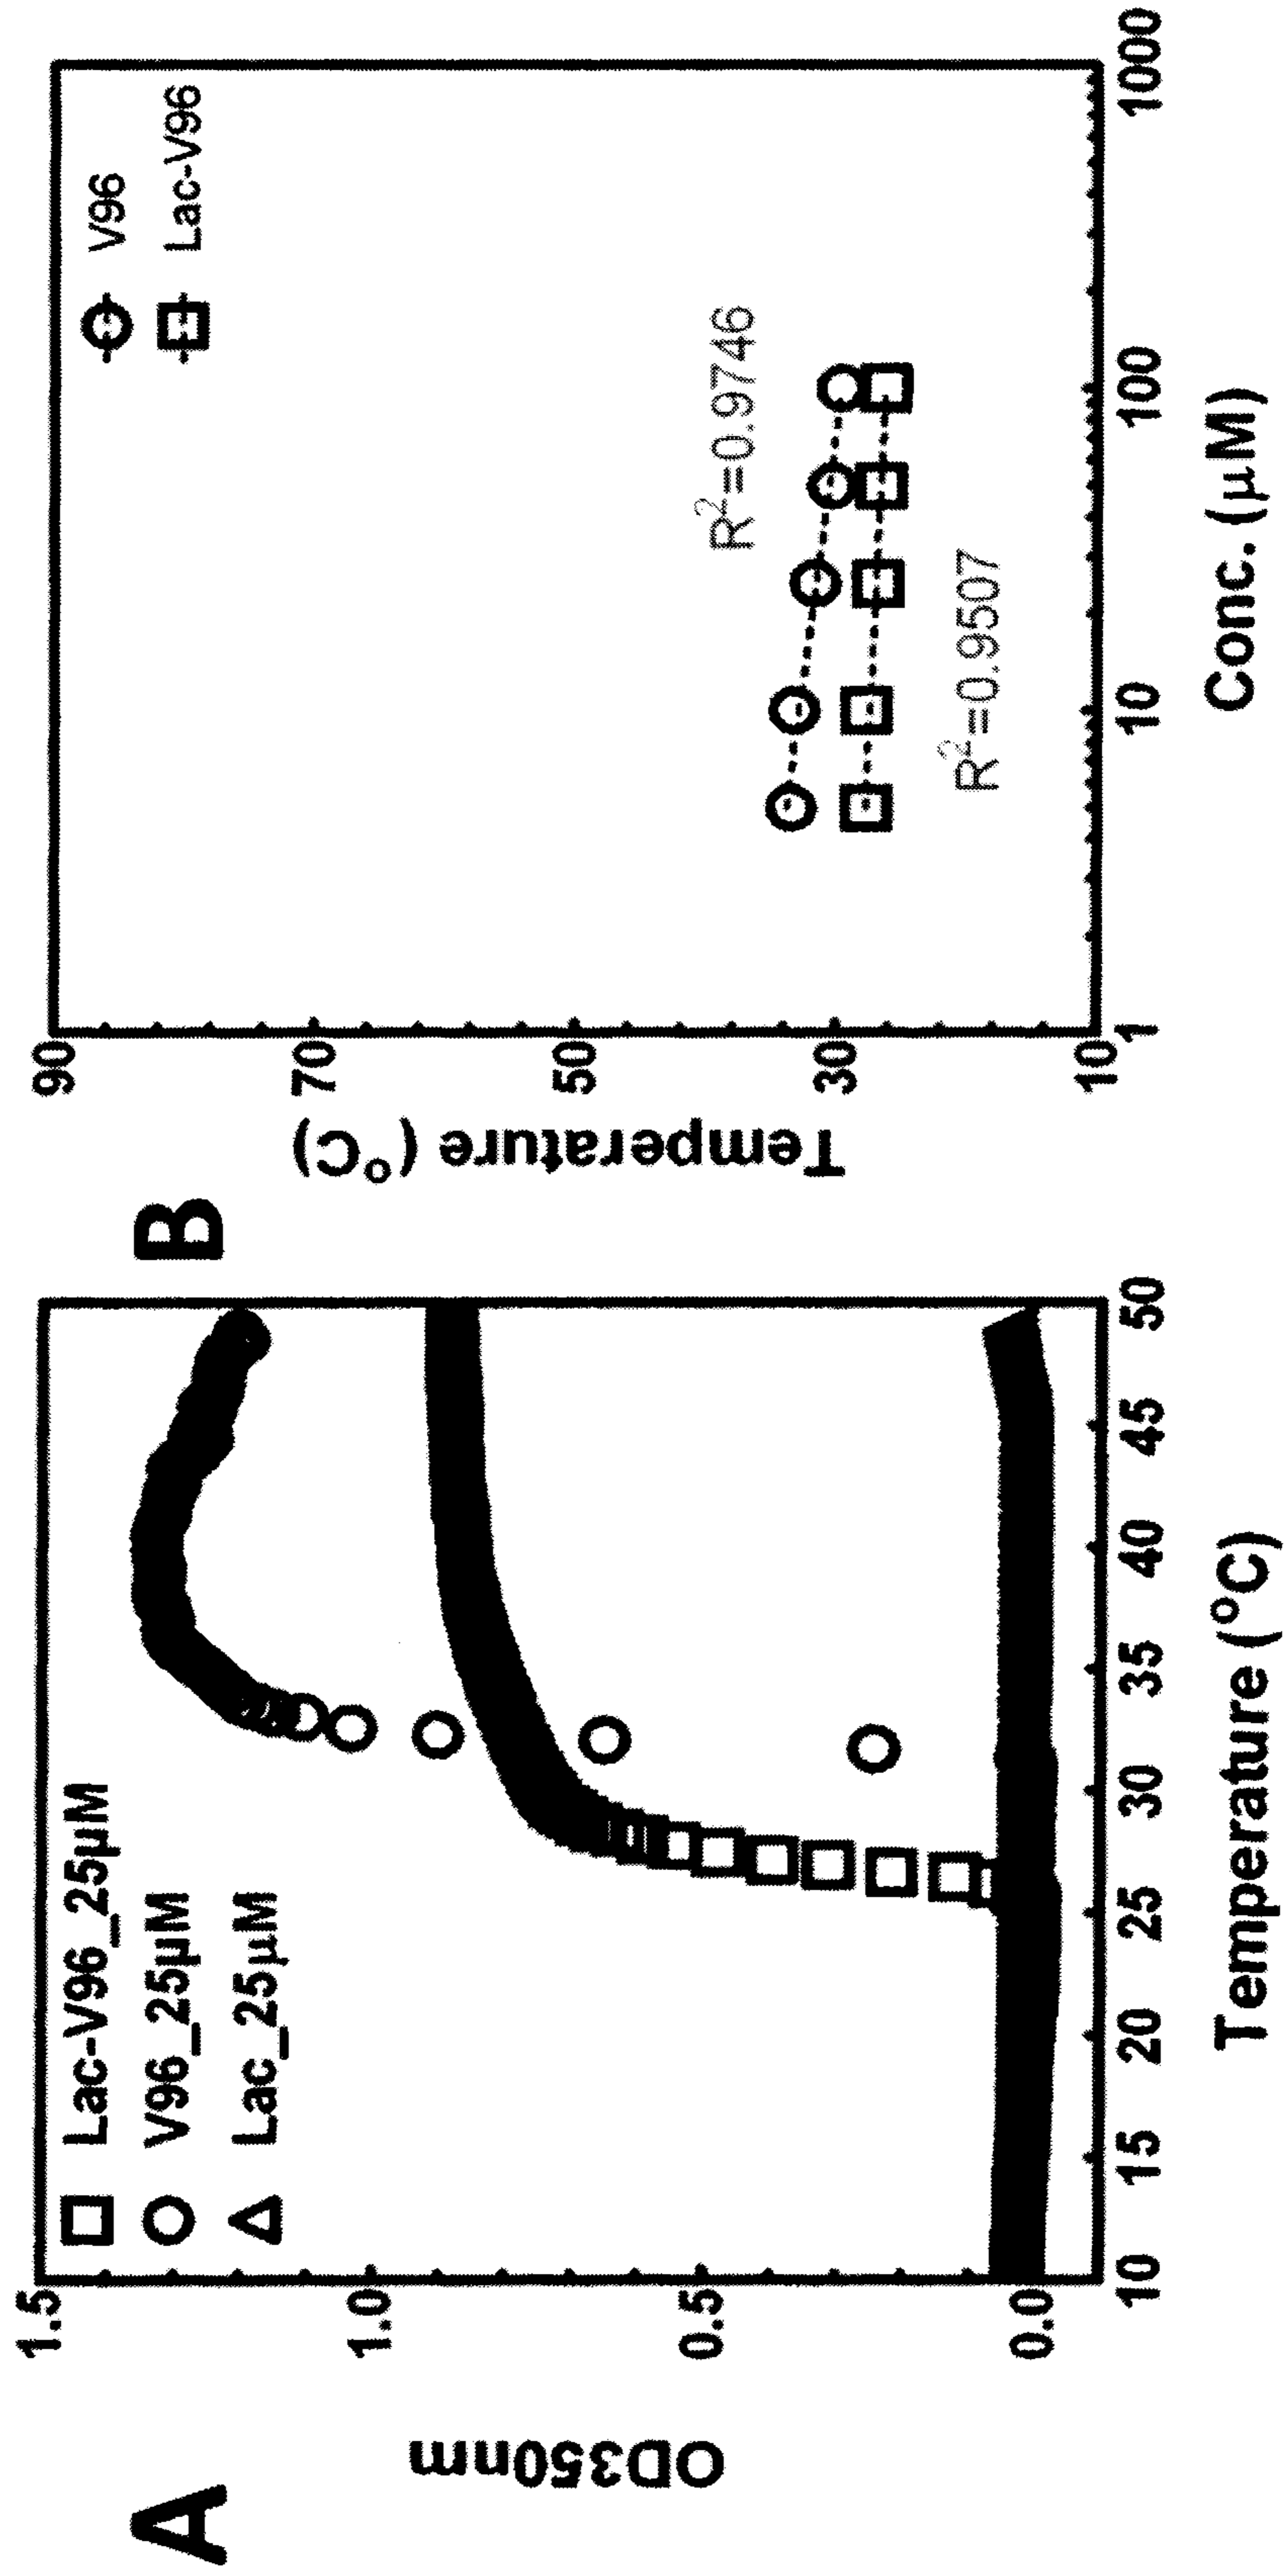 A
OD350nm
1.5
1.0
0.5
0.0
Lac-V96_25μM
V96_25μM
Lac_25μM
10 15 20 25 30 35 40 45 50
Temperature (°C)
B
Temperature (°C)
90
70
50
30
10
V96
Lac-V96
R²=0.9746
R²=0.9507
1 10 100 1000
Conc. (μM)